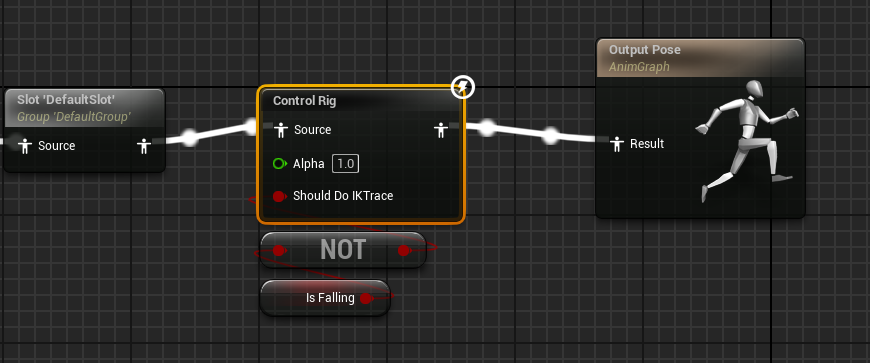 Slot 'DefaultSlot'
Group 'DefaultGroup'
Source
Control Rig
Source
Alpha 1.0
Should Do IKTrace
NOT
Is Falling
Output Pose
AnimGraph
Result